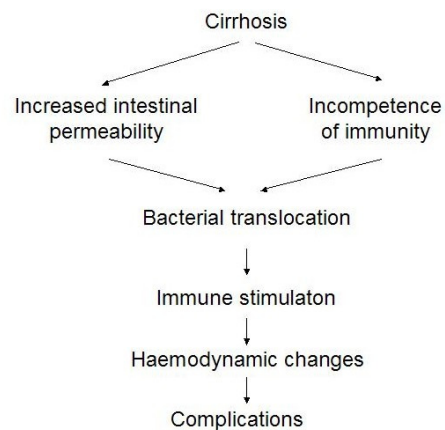 Cirrhosis
Increased intestinal
permeability
Incompetence
of immunity
Bacterial translocation
Immune stimulaton
Haemodynamic changes
Complications